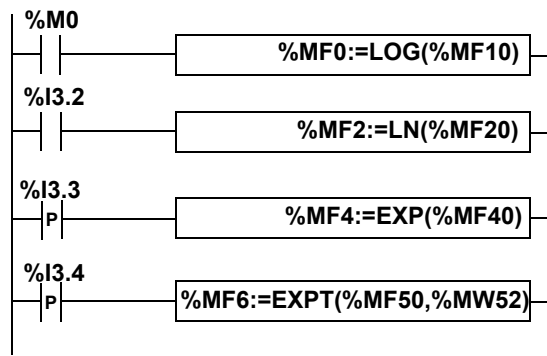 %M0
%MF0:=LOG(%MF10)
%I3.2
%MF2:=LN(%MF20)
%I3.3
P
%MF4:=EXP(%MF40)
%I3.4
P
%MF6:=EXPT(%MF50,%MW52)